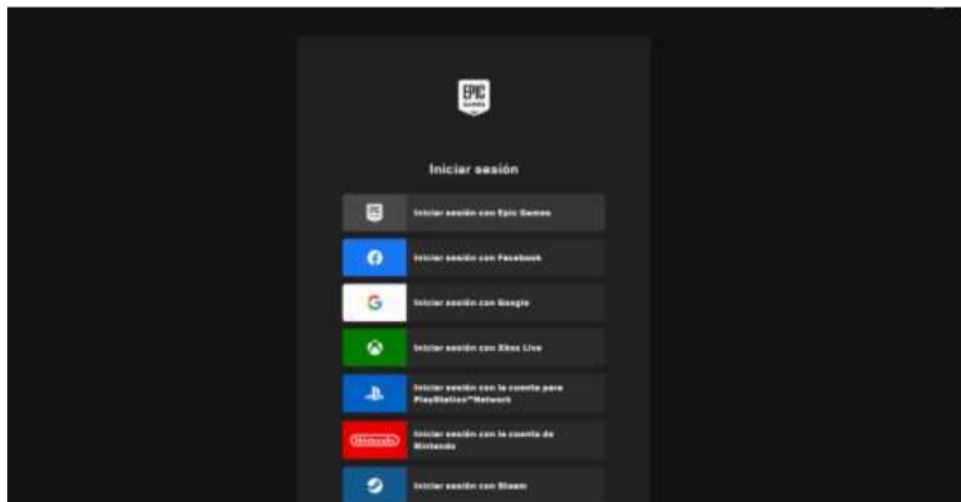 EPIC
GAMES
Iniciar sesión
Iniciar sesión con Epic Games
Iniciar sesión con Facebook
Iniciar sesión con Google
Iniciar sesión con Xbox Live
Iniciar sesión con la cuenta para
PlayStation™Network
Nintendo
Iniciar sesión con la cuenta de
Nintendo
Iniciar sesión con Steam